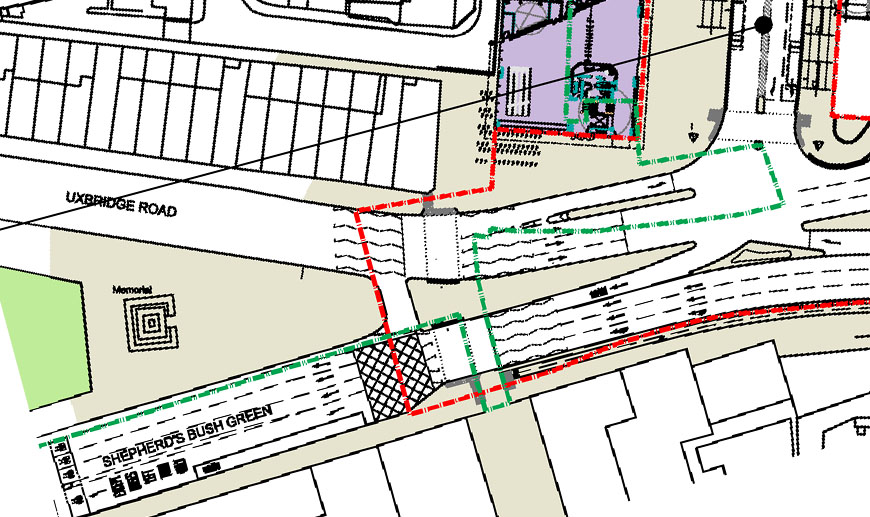 UXBRIDGE ROAD
Memorial
SHEPHERD'S BUSH GREEN